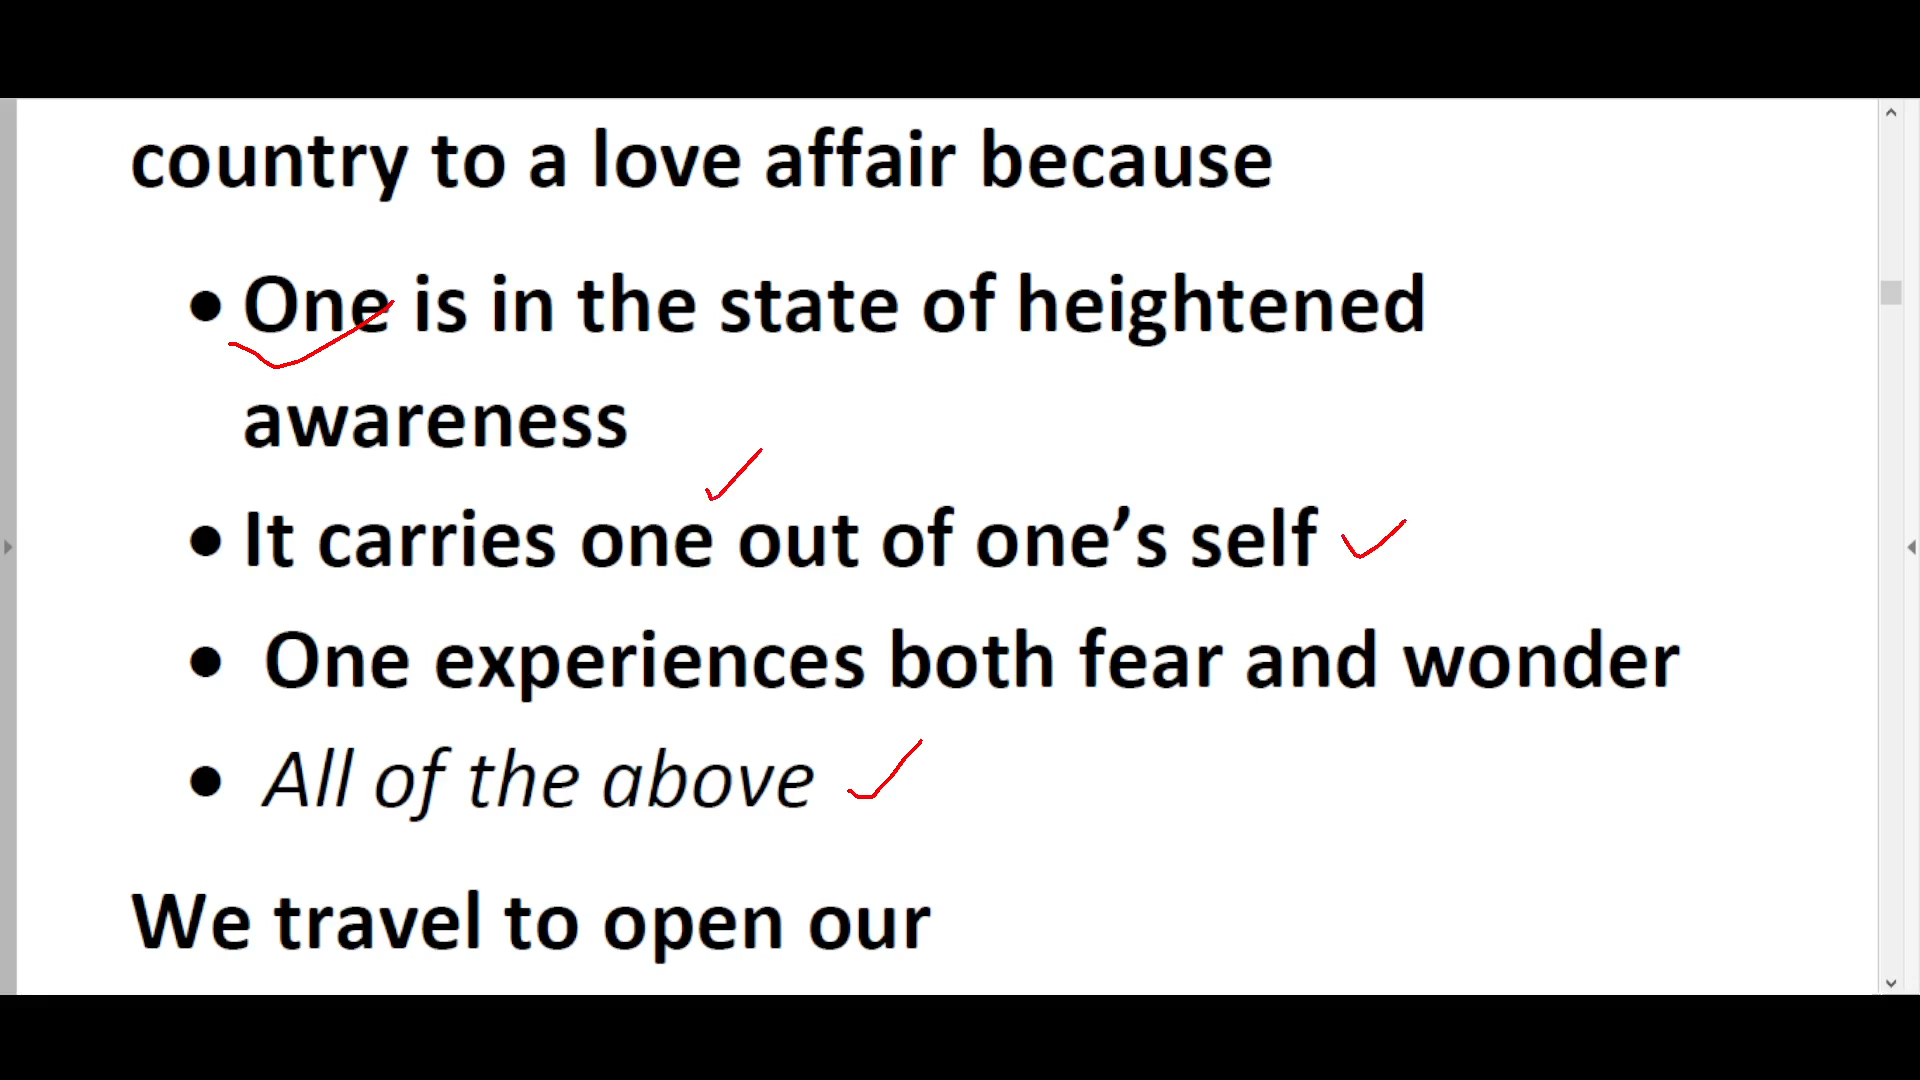 country to a love affair because
• One is in the state of heightened
awareness
• It carries one out of one’s self
• One experiences both fear and wonder
• All of the above
We travel to open our